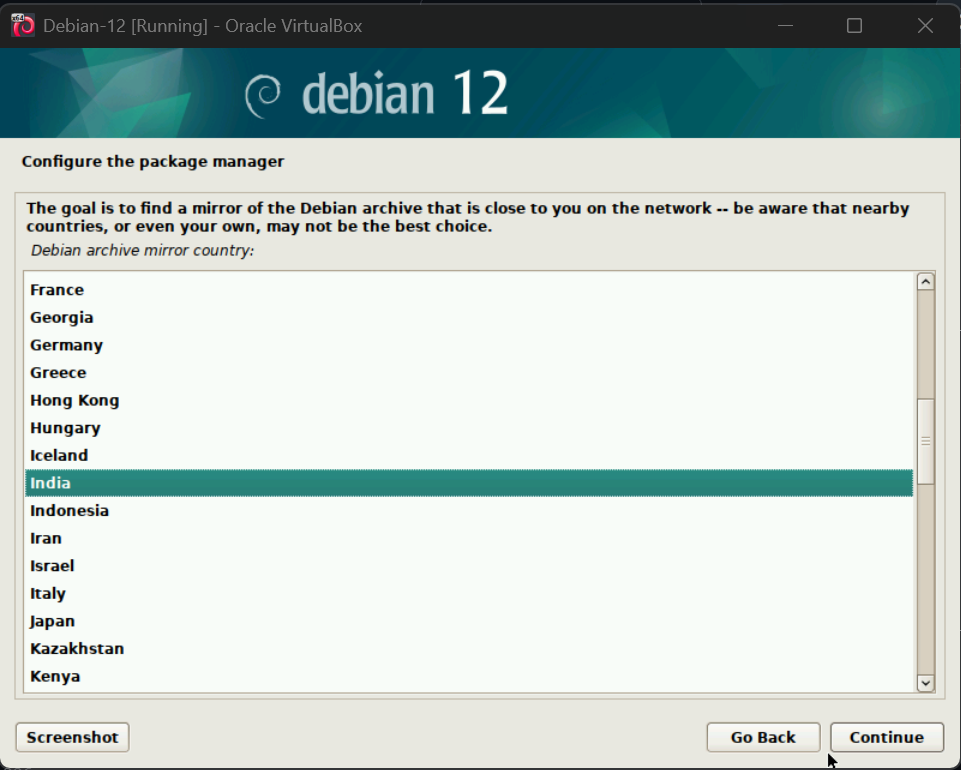 Debian-12 [Running] - Oracle VirtualBox
debian 12
Configure the package manager
The goal is to find a mirror of the Debian archive that is close to you on the network -- be aware that nearby
countries, or even your own, may not be the best choice.
Debian archive mirror country:
France
Georgia
Germany
Greece
Hong Kong
Hungary
Iceland
India
Indonesia
Iran
Israel
Italy
Japan
Kazakhstan
Kenya
Screenshot
Go Back
Continue